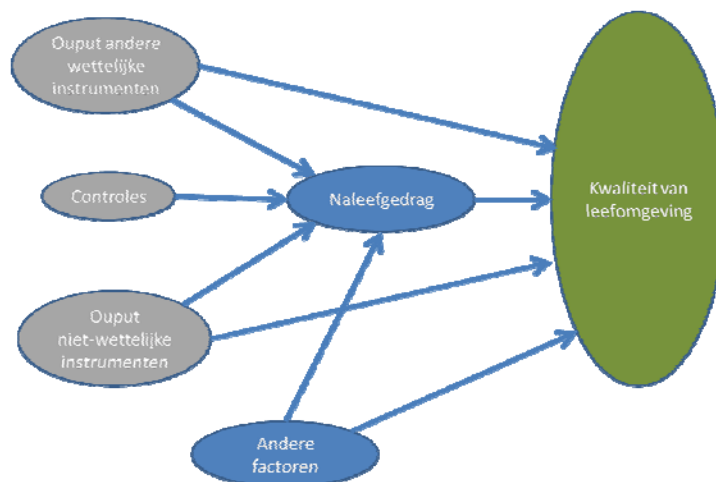 Ouput andere
wettelijke
instrumenten
Controles
Naleefgedrag
Kwaliteit van
leefomgeving
Ouput
niet-wettelijke
instrumenten
Andere
factoren